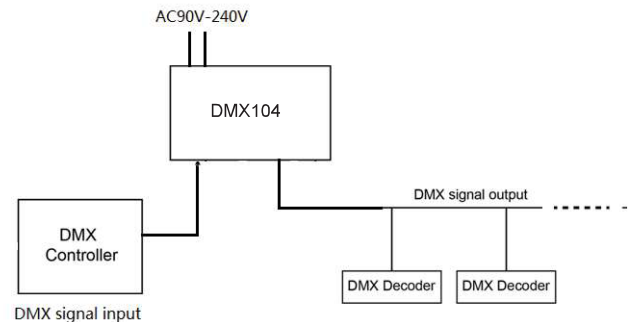 AC90V-240V
DMX104
DMX signal output
DMX
Controller
DMX Decoder
DMX Decoder
DMX signal input